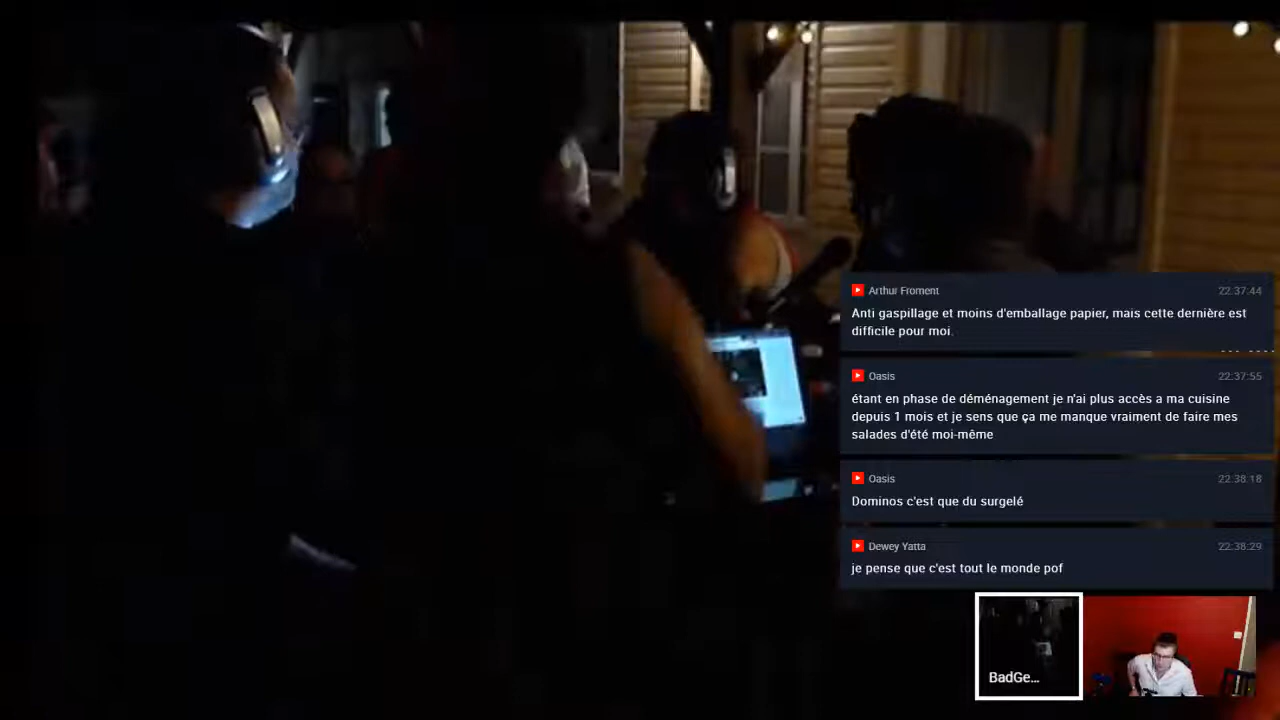 Arthur Froment 22:37:44
Anti gaspillage et moins d'emballage papier, mais cette dernière est
difficile pour moi.
Oasis 22:37:55
étant en phase de déménagement je n'ai plus accès a ma cuisine
depuis 1 mois et je sens que ça me manque vraiment de faire mes
salades d'été moi-même
Oasis 22:38:18
Dominos c'est que du surgelé
Dewey Yatta 22:38:29
je pense que c'est tout le monde pof
BadGe...